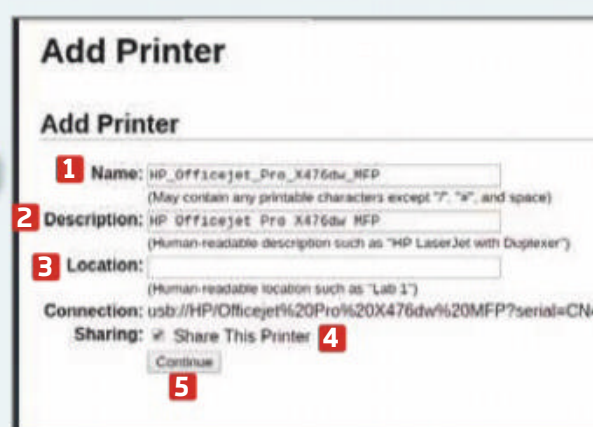 Add Printer
Add Printer
1 Name: HP_Officejet_Pro_X476dw_MFP
(May contain any printable characters except "/", "#", and space)
2 Description: HP Officejet Pro X476dw MFP
(Human-readable description such as "HP LaserJet with Duplexer")
3 Location:
(Human-readable location such as "Lab 1")
Connection: usb://HP/Officejet%20Pro%20X476dw%20MFP?serial=CN
Sharing: Share This Printer 4
Continue
5